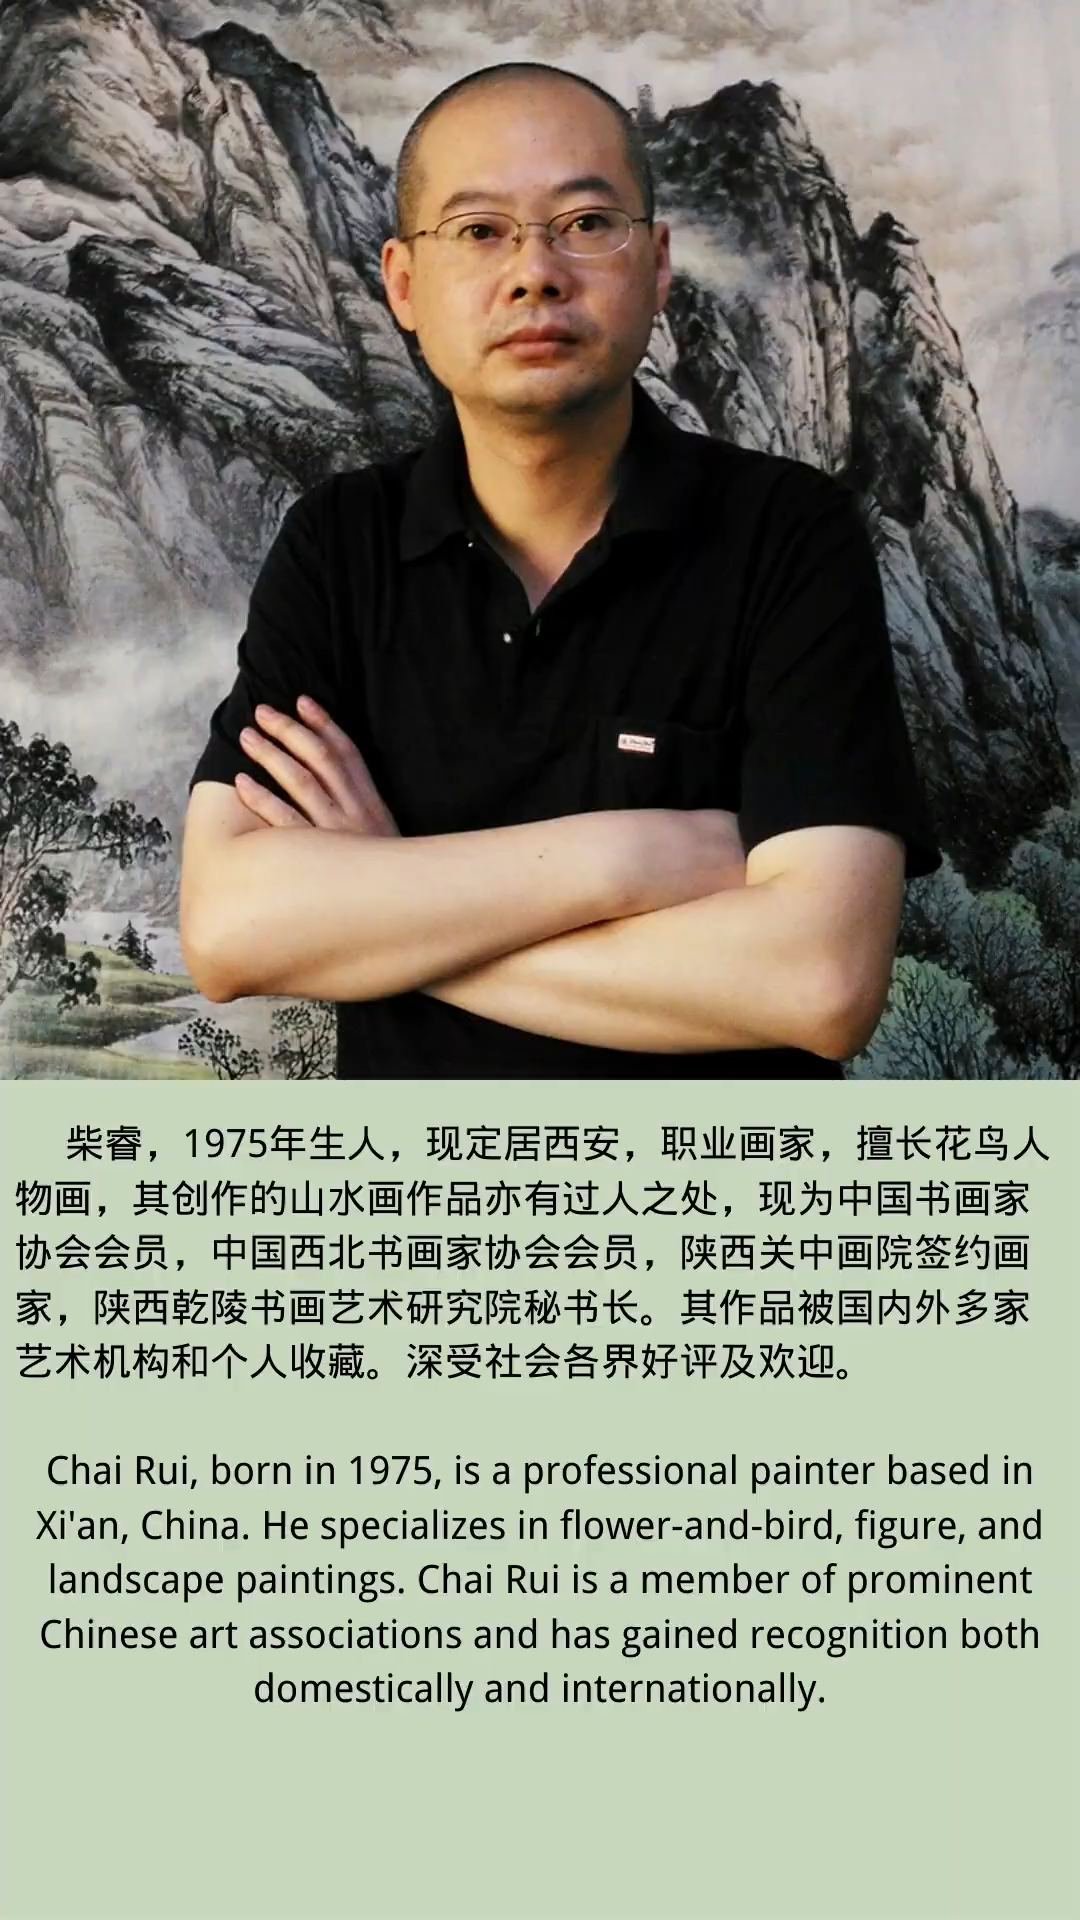 柴睿，1975年生人，现定居西安，职业画家，擅长花鸟人
物画，其创作的山水画作品亦有过人之处，现为中国书画家
协会会员，中国西北书画家协会会员，陕西关中画院签约画
家，陕西乾陵书画艺术研究院秘书长。其作品被国内外多家
艺术机构和个人收藏。深受社会各界好评及欢迎。
Chai Rui, born in 1975, is a professional painter based in
Xi'an, China. He specializes in flower-and-bird, figure, and
landscape paintings. Chai Rui is a member of prominent
Chinese art associations and has gained recognition both
domestically and internationally.